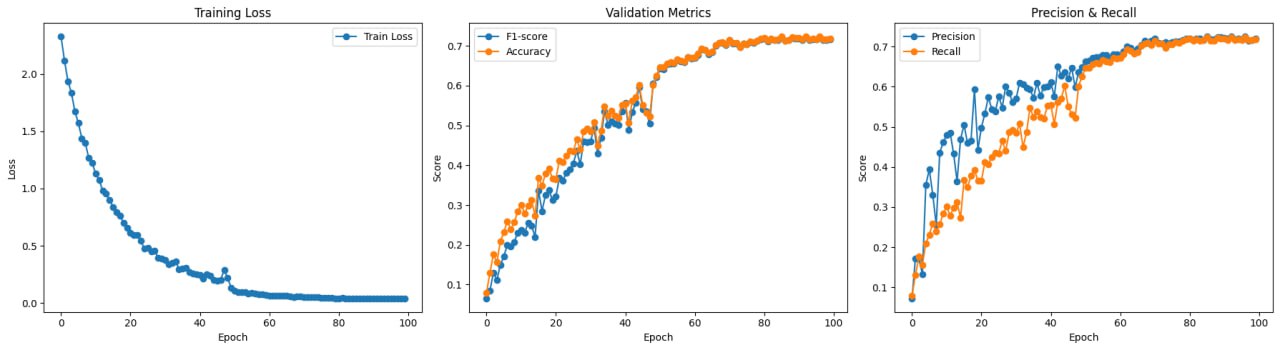 Training Loss
Train Loss
Loss
2.0
1.5
1.0
0.5
0.0
0
20
40
60
80
100
Epoch
Validation Metrics
F1-score
Accuracy
Score
0.7
0.6
0.5
0.4
0.3
0.2
0.1
0
20
40
60
80
100
Epoch
Precision & Recall
Precision
Recall
Score
0.7
0.6
0.5
0.4
0.3
0.2
0.1
0
20
40
60
80
100
Epoch